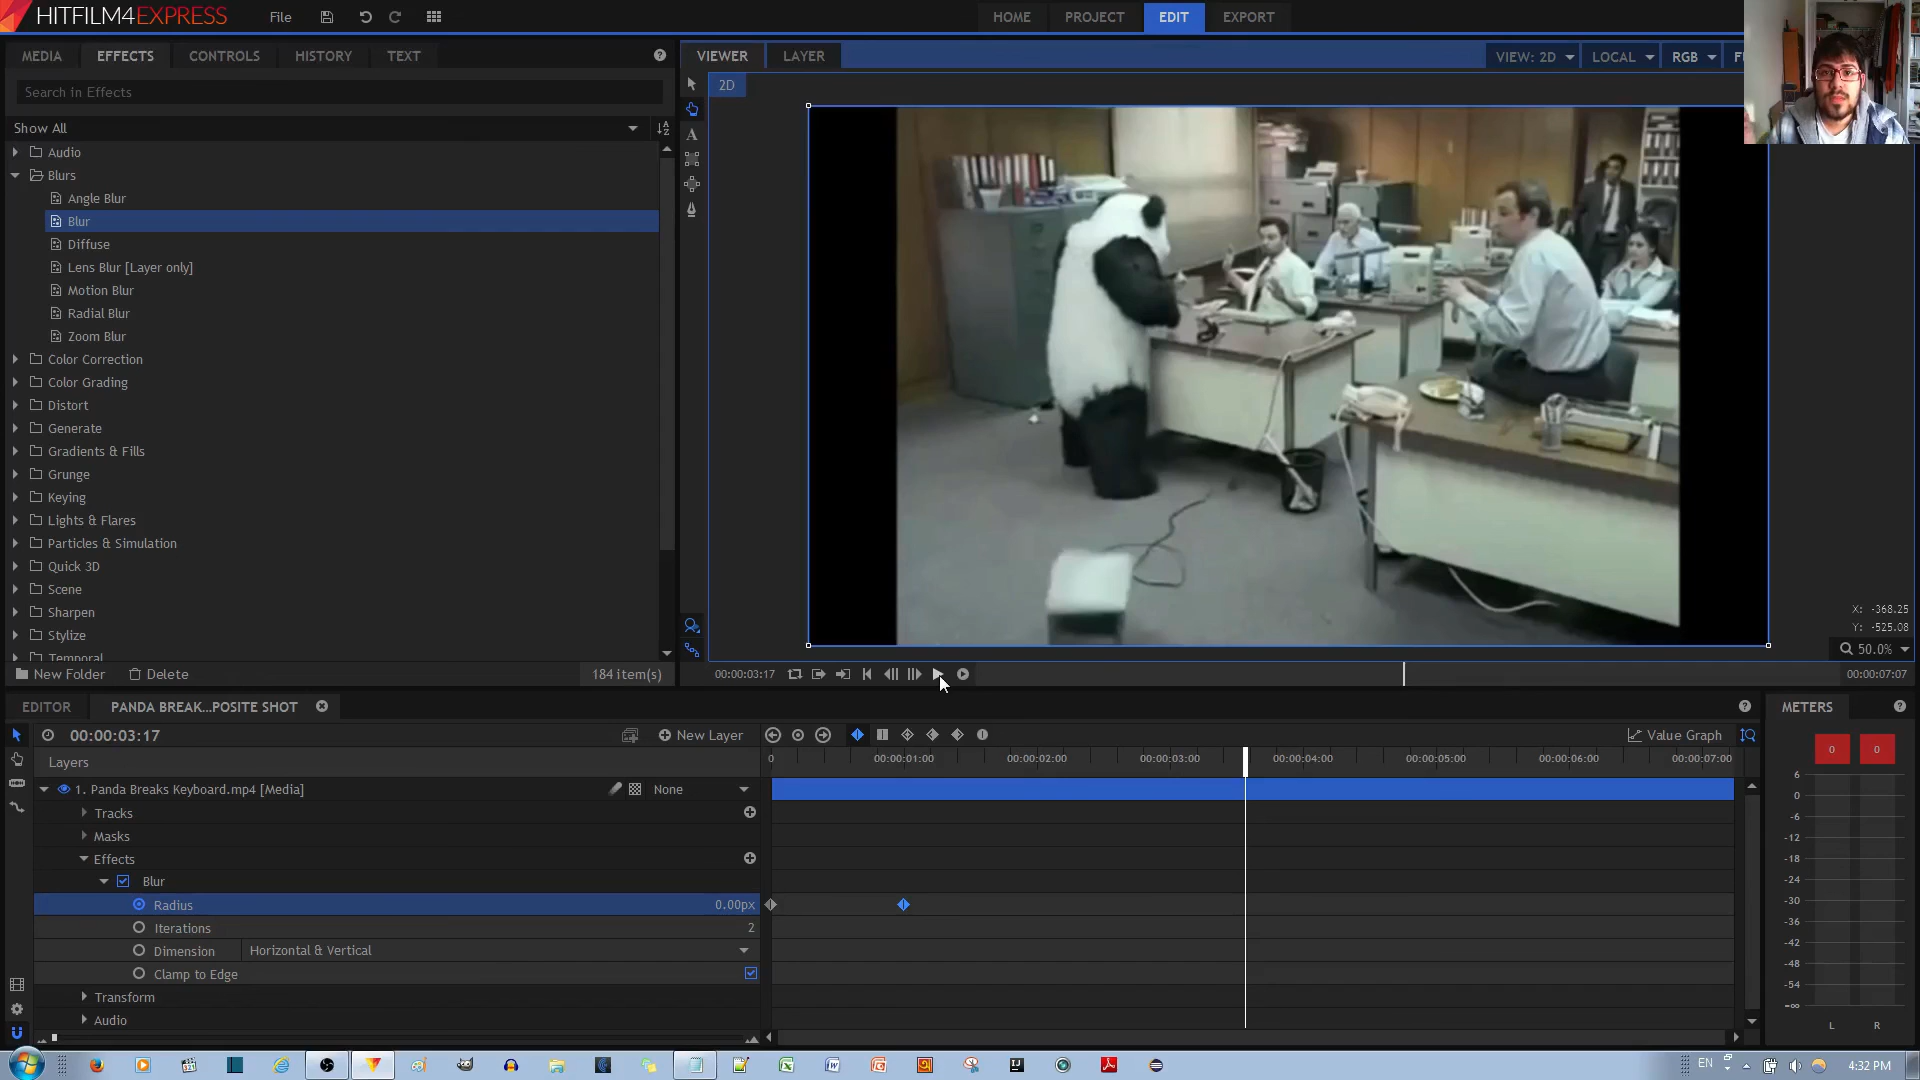 HITFILM4EXPRESS
File
HOME
PROJECT
EDIT
EXPORT
MEDIA
EFFECTS
CONTROLS
HISTORY
TEXT
VIEWER
LAYER
VIEW: 2D
LOCAL
RGB
2D
Search in Effects
Show All
Audio
Blurs
Angle Blur
Blur
Diffuse
Lens Blur [Layer only]
Motion Blur
Radial Blur
Zoom Blur
Color Correction
Color Grading
Distort
Generate
Gradients & Fills
Grunge
Keying
Lights & Flares
Particles & Simulation
Quick 3D
Scene
Sharpen
Stylize
Temporal
New Folder
Delete
184 item(s)
X: -368.25
Y: -525.08
50.0%
00:00:03:17
00:00:07:07
EDITOR
PANDA BREAK...POSITE SHOT
00:00:03:17
New Layer
Value Graph
Layers
0
00:00:01:00
00:00:02:00
00:00:03:00
00:00:04:00
00:00:05:00
00:00:06:00
00:00:07:00
1. Panda Breaks Keyboard.mp4 [Media]
None
Tracks
Masks
Effects
Blur
Radius
0.00px
Iterations
2
Dimension
Horizontal & Vertical
Clamp to Edge
Transform
Audio
METERS
0
0
6
0
-6
-12
-18
-24
-30
-36
-42
-48
-54
-∞
L
R
EN
4:32 PM